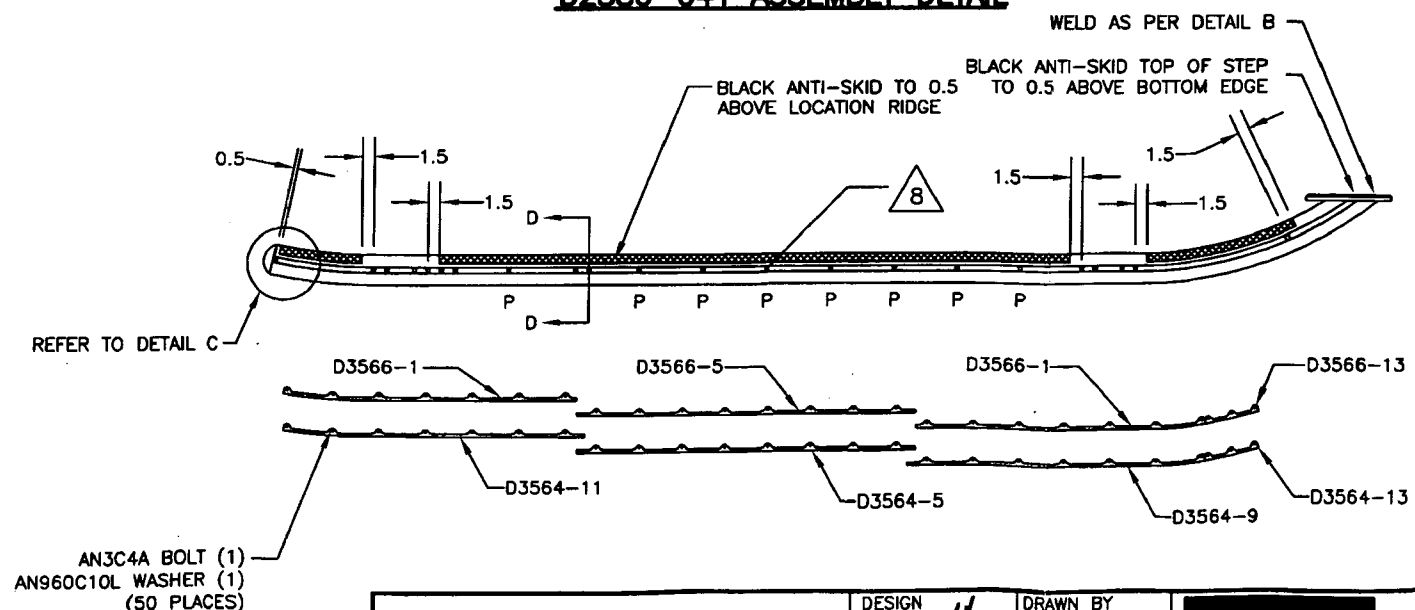 ASSEMBLY DETAIL
WELD AS PER DETAIL B
BLACK ANTI-SKID TOP OF STEP
TO 0.5 ABOVE BOTTOM EDGE
BLACK ANTI-SKID TO 0.5
ABOVE LOCATION RIDGE
0.5
1.5
1.5
8
1.5
1.5
1.5
D
D
P P P P P P P P
REFER TO DETAIL C
D3566-1
D3566-5
D3566-1
D3566-13
D3564-11
D3564-5
D3564-9
D3564-13
AN3C4A BOLT (1)
AN960C10L WASHER (1)
(50 PLACES)
DESIGN
DRAWN BY